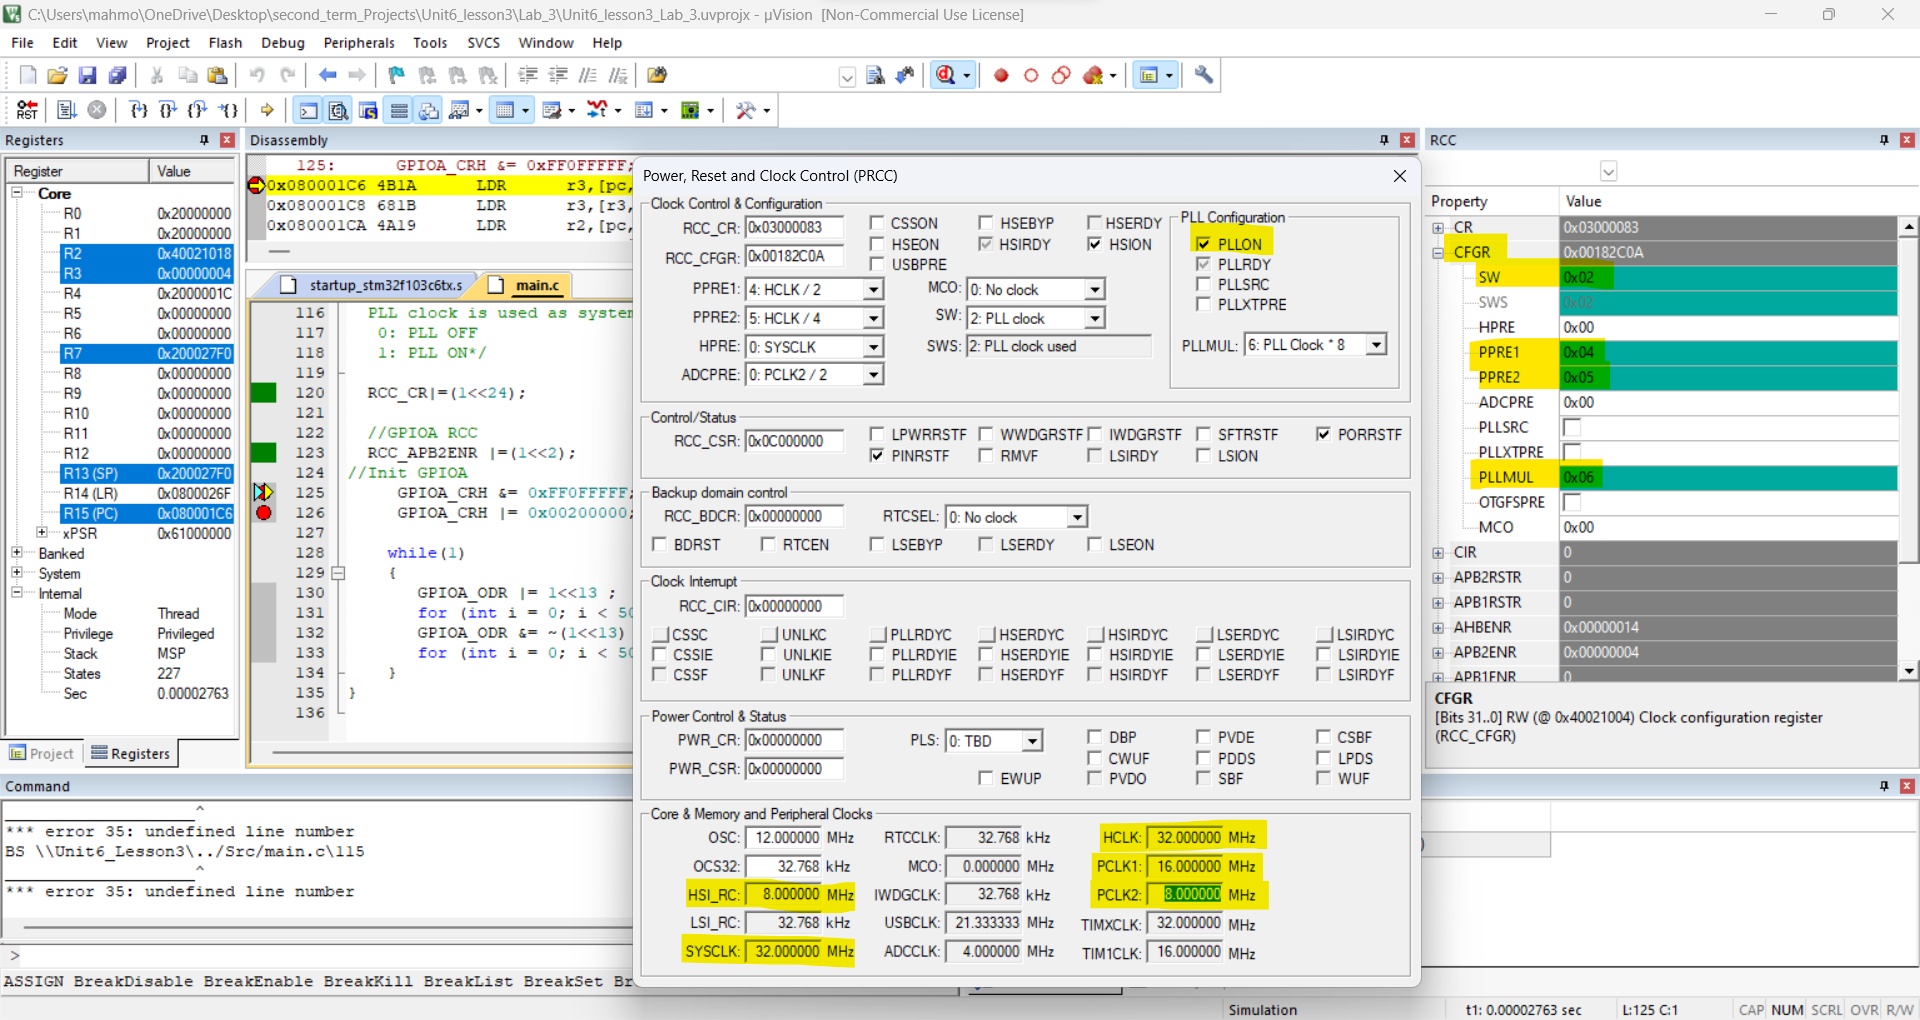 C:\Users\mahmo\OneDrive\Desktop\second_term_Projects\Unit6_lesson3\Lab_3\Unit6_lesson3_Lab_3.uvprojx - µVision [Non-Commercial Use License]
File Edit View Project Flash Debug Peripherals Tools SVCS Window Help
Registers
Register Value
Core
R0 0x20000000
R1 0x20000000
R2 0x40021018
R3 0x00000004
R4 0x2000001C
R5 0x00000000
R6 0x00000000
R7 0x200027F0
R8 0x00000000
R9 0x00000000
R10 0x00000000
R11 0x00000000
R12 0x00000000
R13 (SP) 0x200027F0
R14 (LR) 0x0800026F
R15 (PC) 0x080001C6
xPSR 0x61000000
Banked
System
Internal
Mode Thread
Privilege Privileged
Stack MSP
States 227
Sec 0.00002763
Project Registers
Disassembly
125: GPIOA_CRH &= 0xFF0FFFFF;
0x080001C6 4B1A LDR r3,[pc,
0x080001C8 681B LDR r3,[r3,
0x080001CA 4A19 LDR r2,[pc,
startup_stm32f103c6tx.s main.c
116 PLL clock is used as system
117 0: PLL OFF
118 1: PLL ON*/
119
120 RCC_CR|=(1<<24);
121
122 //GPIOA RCC
123 RCC_APB2ENR |=(1<<2);
124 //Init GPIOA
125 GPIOA_CRH &= 0xFF0FFFFF;
126 GPIOA_CRH |= 0x00200000;
127
128 while(1)
129 {
130 GPIOA_ODR |= 1<<13 ;
131 for (int i = 0; i < 50
132 GPIOA_ODR &= ~(1<<13)
133 for (int i = 0; i < 50
134 }
135 }
136
Power, Reset and Clock Control (PRCC)
Clock Control & Configuration
RCC_CR: 0x03000083 CSSON HSEBYP HSERDY
RCC_CFGR: 0x00182C0A HSEON HSIRDY HSION
USBPRE
PPRE1: 4: HCLK / 2 MCO: 0: No clock
PPRE2: 5: HCLK / 4 SW: 2: PLL clock
HPRE: 0: SYSCLK SWS: 2: PLL clock used
ADCPRE: 0: PCLK2 / 2
PLL Configuration
PLLON
PLLRDY
PLLSRC
PLLXTPRE
PLLMUL: 6: PLL Clock * 8
Control/Status
RCC_CSR: 0x0C000000 LPWRRSTF WWDGRSTF IWDGRSTF SFTRSTF PORRSTF
PINRSTF RMVF LSIRDY LSION
Backup domain control
RCC_BDCR: 0x00000000 RTCSEL: 0: No clock
BDRST RTCEN LSEBYP LSERDY LSEON
Clock Interrupt
RCC_CIR: 0x00000000
CSSC UNLKC PLLRDYC HSERDYC HSIRDYC LSERDYC LSIRDYC
CSSIE UNLKIE PLLRDYIE HSERDYIE HSIRDYIE LSERDYIE LSIRDYIE
CSSF UNLKF PLLRDYF HSERDYF HSIRDYF LSERDYF LSIRDYF
Power Control & Status
PWR_CR: 0x00000000 PLS: 0: TBD DBP PVDE CSBF
CWUF PDDS LPDS
PWR_CSR: 0x00000000 EWUP PVDO SBF WUF
Core & Memory and Peripheral Clocks
OSC: 12.000000 MHz RTCCLK: 32.768 kHz HCLK: 32.000000 MHz
OCS32: 32.768 kHz MCO: 0.000000 MHz PCLK1: 16.000000 MHz
HSI_RC: 8.000000 MHz IWDGCLK: 32.768 kHz PCLK2: 8.000000 MHz
LSI_RC: 32.768 kHz USBCLK: 21.333333 MHz TIMXCLK: 32.000000 MHz
SYSCLK: 32.000000 MHz ADCCLK: 4.000000 MHz TIM1CLK: 16.000000 MHz
RCC
Property Value
CR 0x03000083
CFGR 0x00182C0A
SW 0x02
SWS 0x02
HPRE 0x00
PPRE1 0x04
PPRE2 0x05
ADCPRE 0x00
PLLSRC
PLLXTPRE
PLLMUL 0x06
OTGFSPRE
MCO 0x00
CIR 0
APB2RSTR 0
APB1RSTR 0
AHBENR 0x00000014
APB2ENR 0x00000004
APB1ENR 0
CFGR
[Bits 31..0] RW (@ 0x40021004) Clock configuration register
(RCC_CFGR)
Command
^
*** error 35: undefined line number
BS \\Unit6_Lesson3\../Src/main.c\115
^
*** error 35: undefined line number
>
ASSIGN BreakDisable BreakEnable BreakKill BreakList BreakSet
Simulation t1: 0.00002763 sec L:125 C:1 CAP NUM SCRL OVR R/W